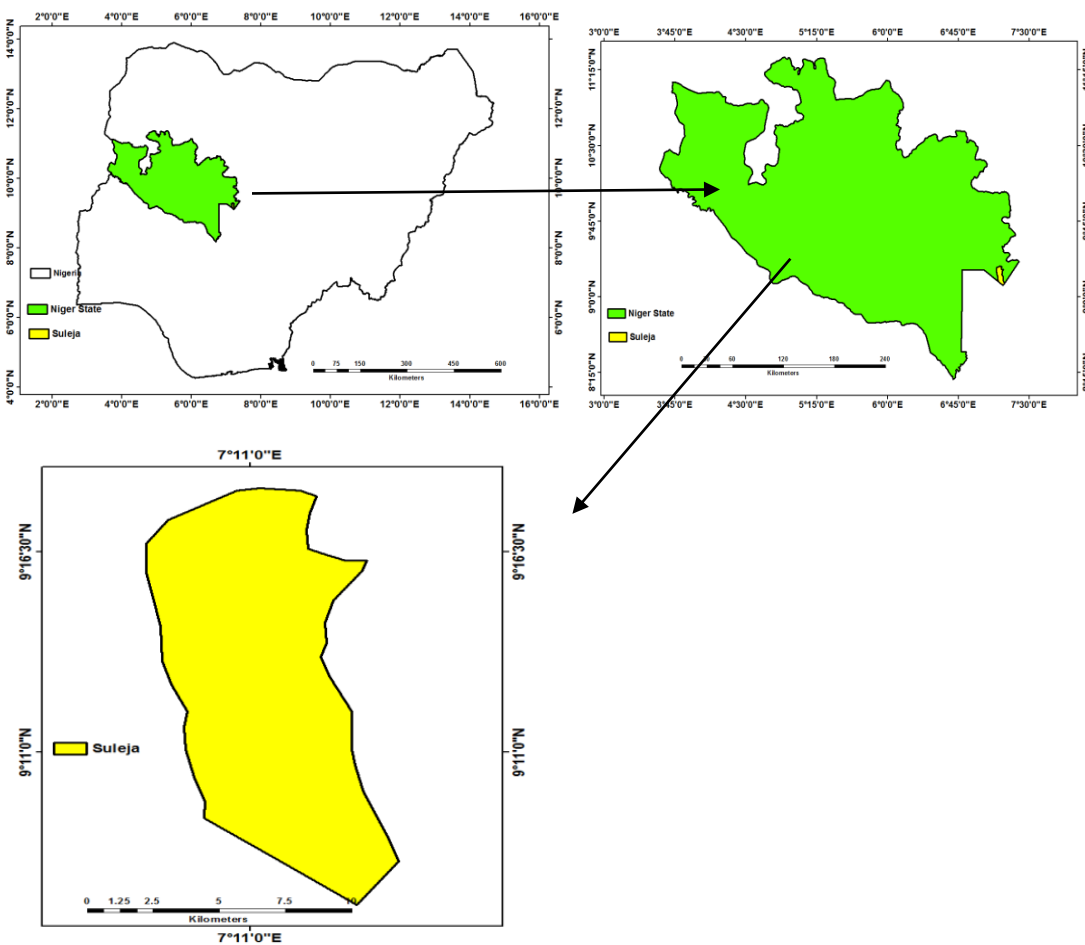 2°0'0"E 4°0'0"E 6°0'0"E 8°0'0"E 10°0'0"E 12°0'0"E 14°0'0"E 16°0'0"E
14°0'0"N
12°0'0"N
10°0'0"N
8°0'0"N
6°0'0"N
4°0'0"N
14°0'0"N
12°0'0"N
10°0'0"N
8°0'0"N
6°0'0"N
4°0'0"N
Nigeria
Niger State
Suleja
0 75 150 300 450 600
Kilometers
2°0'0"E 4°0'0"E 6°0'0"E 8°0'0"E 10°0'0"E 12°0'0"E 14°0'0"E 16°0'0"E
3°0'0"E 3°45'0"E 4°30'0"E 5°15'0"E 6°0'0"E 6°45'0"E 7°30'0"E
11°15'0"N
10°30'0"N
9°45'0"N
9°0'0"N
8°15'0"N
Niger State
Suleja
0 60 120 180 240
Kilometers
3°0'0"E 3°45'0"E 4°30'0"E 5°15'0"E 6°0'0"E 6°45'0"E 7°30'0"E
7°11'0"E
9°16'30"N
9°16'30"N
9°11'0"N
9°11'0"N
Suleja
0 1.25 2.5 5 7.5 10
Kilometers
7°11'0"E